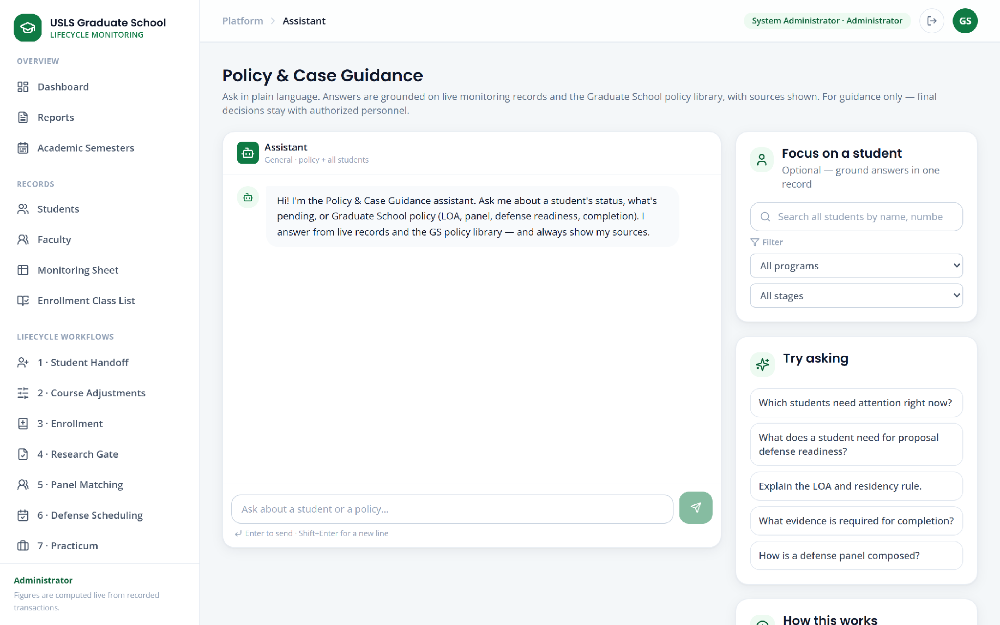 USLS Graduate School
LIFECYCLE MONITORING
OVERVIEW
Dashboard
Reports
Academic Semesters
RECORDS
Students
Faculty
Monitoring Sheet
Enrollment Class List
LIFECYCLE WORKFLOWS
1 · Student Handoff
2 · Course Adjustments
3 · Enrollment
4 · Research Gate
5 · Panel Matching
6 · Defense Scheduling
7 · Practicum
Administrator
Figures are computed live from recorded
transactions.
Platform
Assistant
System Administrator · Administrator
GS
Policy & Case Guidance
Ask in plain language. Answers are grounded on live monitoring records and the Graduate School policy library, with sources shown. For guidance only — final
decisions stay with authorized personnel.
Assistant
General · policy + all students
Hi! I'm the Policy & Case Guidance assistant. Ask me about a student's status, what's
pending, or Graduate School policy (LOA, panel, defense readiness, completion). I
answer from live records and the GS policy library — and always show my sources.
Ask about a student or a policy...
Enter to send · Shift+Enter for a new line
Focus on a student
Optional — ground answers in one
record
Search all students by name, numbe
Filter
All programs
All stages
Try asking
Which students need attention right now?
What does a student need for proposal
defense readiness?
Explain the LOA and residency rule.
What evidence is required for completion?
How is a defense panel composed?
How this works